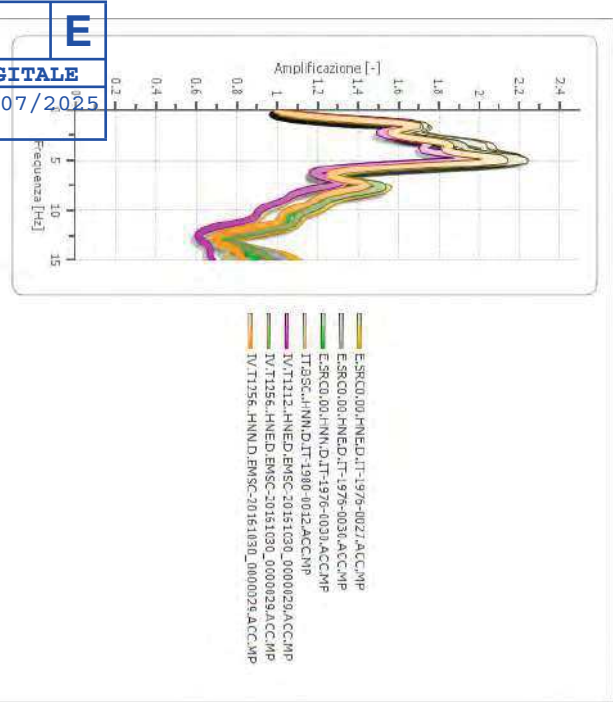 E
GITALE
07/2025
Amplificazione [-]
0.2
0.4
0.6
0.8
1
1.2
1.4
1.6
1.8
2
2.2
2.4
0
5
10
15
Frequenza [Hz]
E.SRC0.00.HNE.D.IT-1976-0027.ACC.MP
E.SRC0.00.HNE.D.IT-1976-0030.ACC.MP
E.SRC0.00.HNN.D.IT-1976-0030.ACC.MP
IT.BSC..HNN.D.IT-1980-0012.ACC.MP
IV.T1212..HNE.D.EMSC-20161030_0000029.ACC.MP
IV.T1256..HNE.D.EMSC-20161030_0000029.ACC.MP
IV.T1256..HNN.D.EMSC-20161030_0000029.ACC.MP